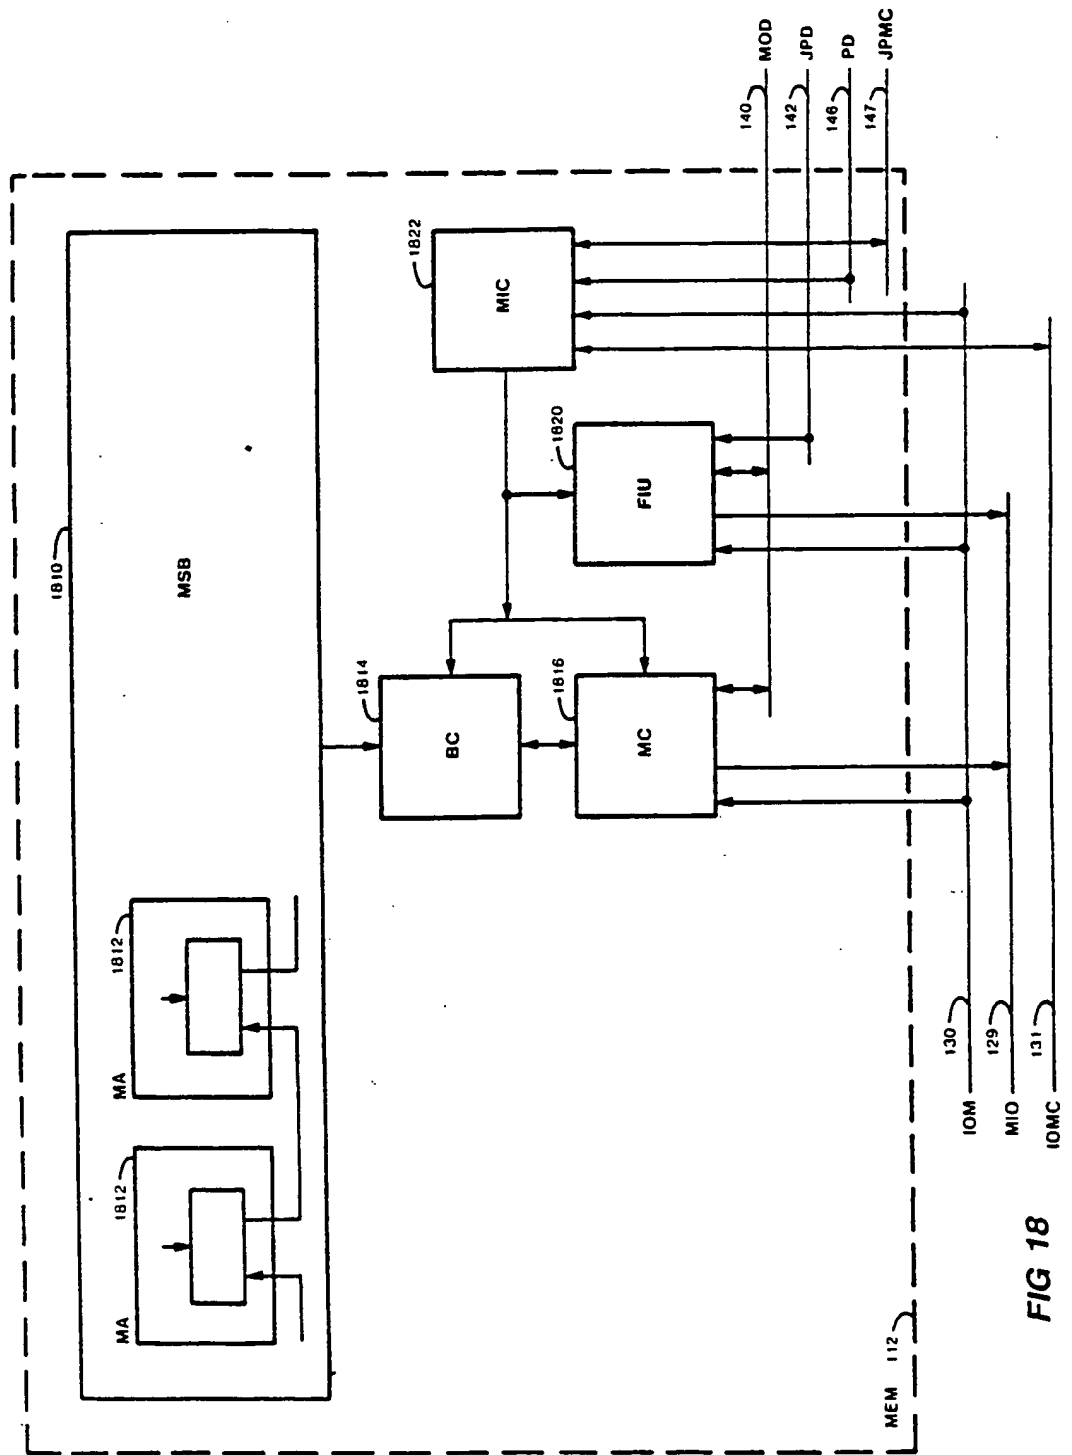 1810
MSB
MA
1812
MA
1812
1814
BC
1816
MC
1820
FIU
1822
MIC
140 MOD
142 JPD
146 PD
147 JPMC
IOM 130
MIO 129
IOMC 131
MEM 112
FIG 18